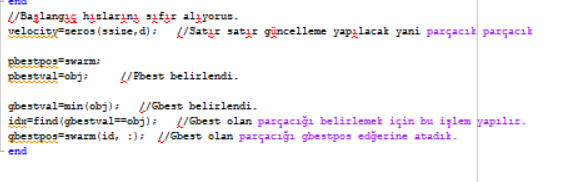 end
//Başlangıç hızlarını sıfır alıyorus.
velocity=zeros(ssize,d); //Satır satır güncelleme yapılacak yani parçacık parçacık
pbestpos=swarm;
pbestval=obj; //Pbest belirlendi.
gbestval=min(obj); //Gbest belirlendi.
idx=find(gbestval==obj); //Gbest olan parçacığı belirlemek için bu işlem yapılır.
gbestpos=swarm(id, :); //Gbest olan parçacığı gbestpos edğerine atadık.
end